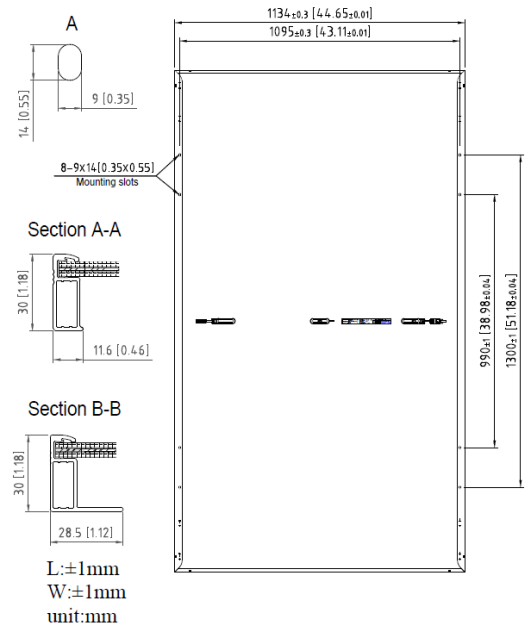 1134±0.3 [44.65±0.01]
1095±0.3 [43.11±0.01]
A
14 [0.55]
9 [0.35]
8-9X14[0.35X0.55]
Mounting slots
Section A-A
30 [1.18]
11.6 [0.46]
990±1 [38.98±0.04]
1300±1 [51.18±0.04]
Section B-B
30 [1.18]
28.5 [1.12]
L:±1mm
W:±1mm
unit:mm